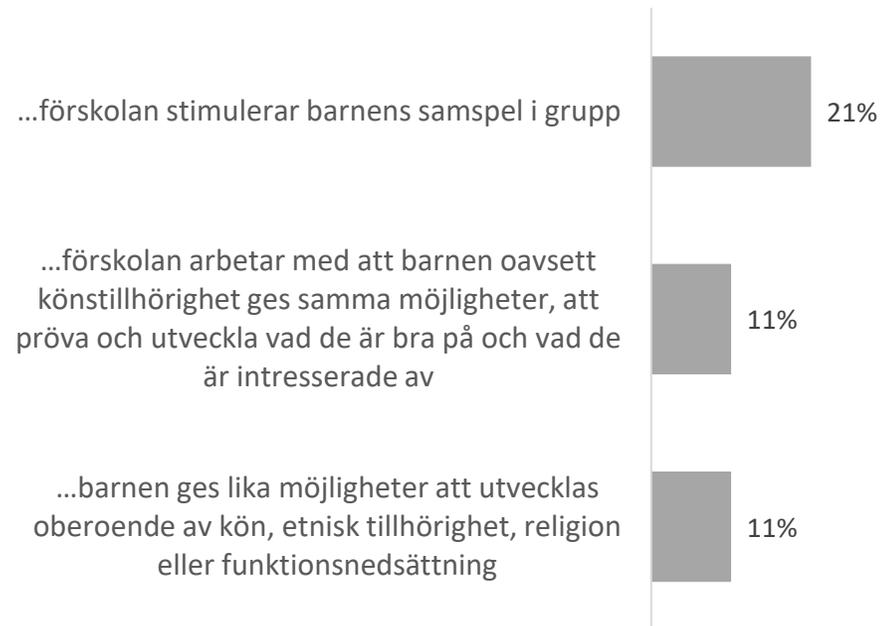 ...förskolan stimulerar barnens samspel i grupp
21%
...förskolan arbetar med att barnen oavsett
könstillhörighet ges samma möjligheter, att
pröva och utveckla vad de är bra på och vad de
är intresserade av
11%
...barnen ges lika möjligheter att utvecklas
oberoende av kön, etnisk tillhörighet, religion
eller funktionsnedsättning
11%